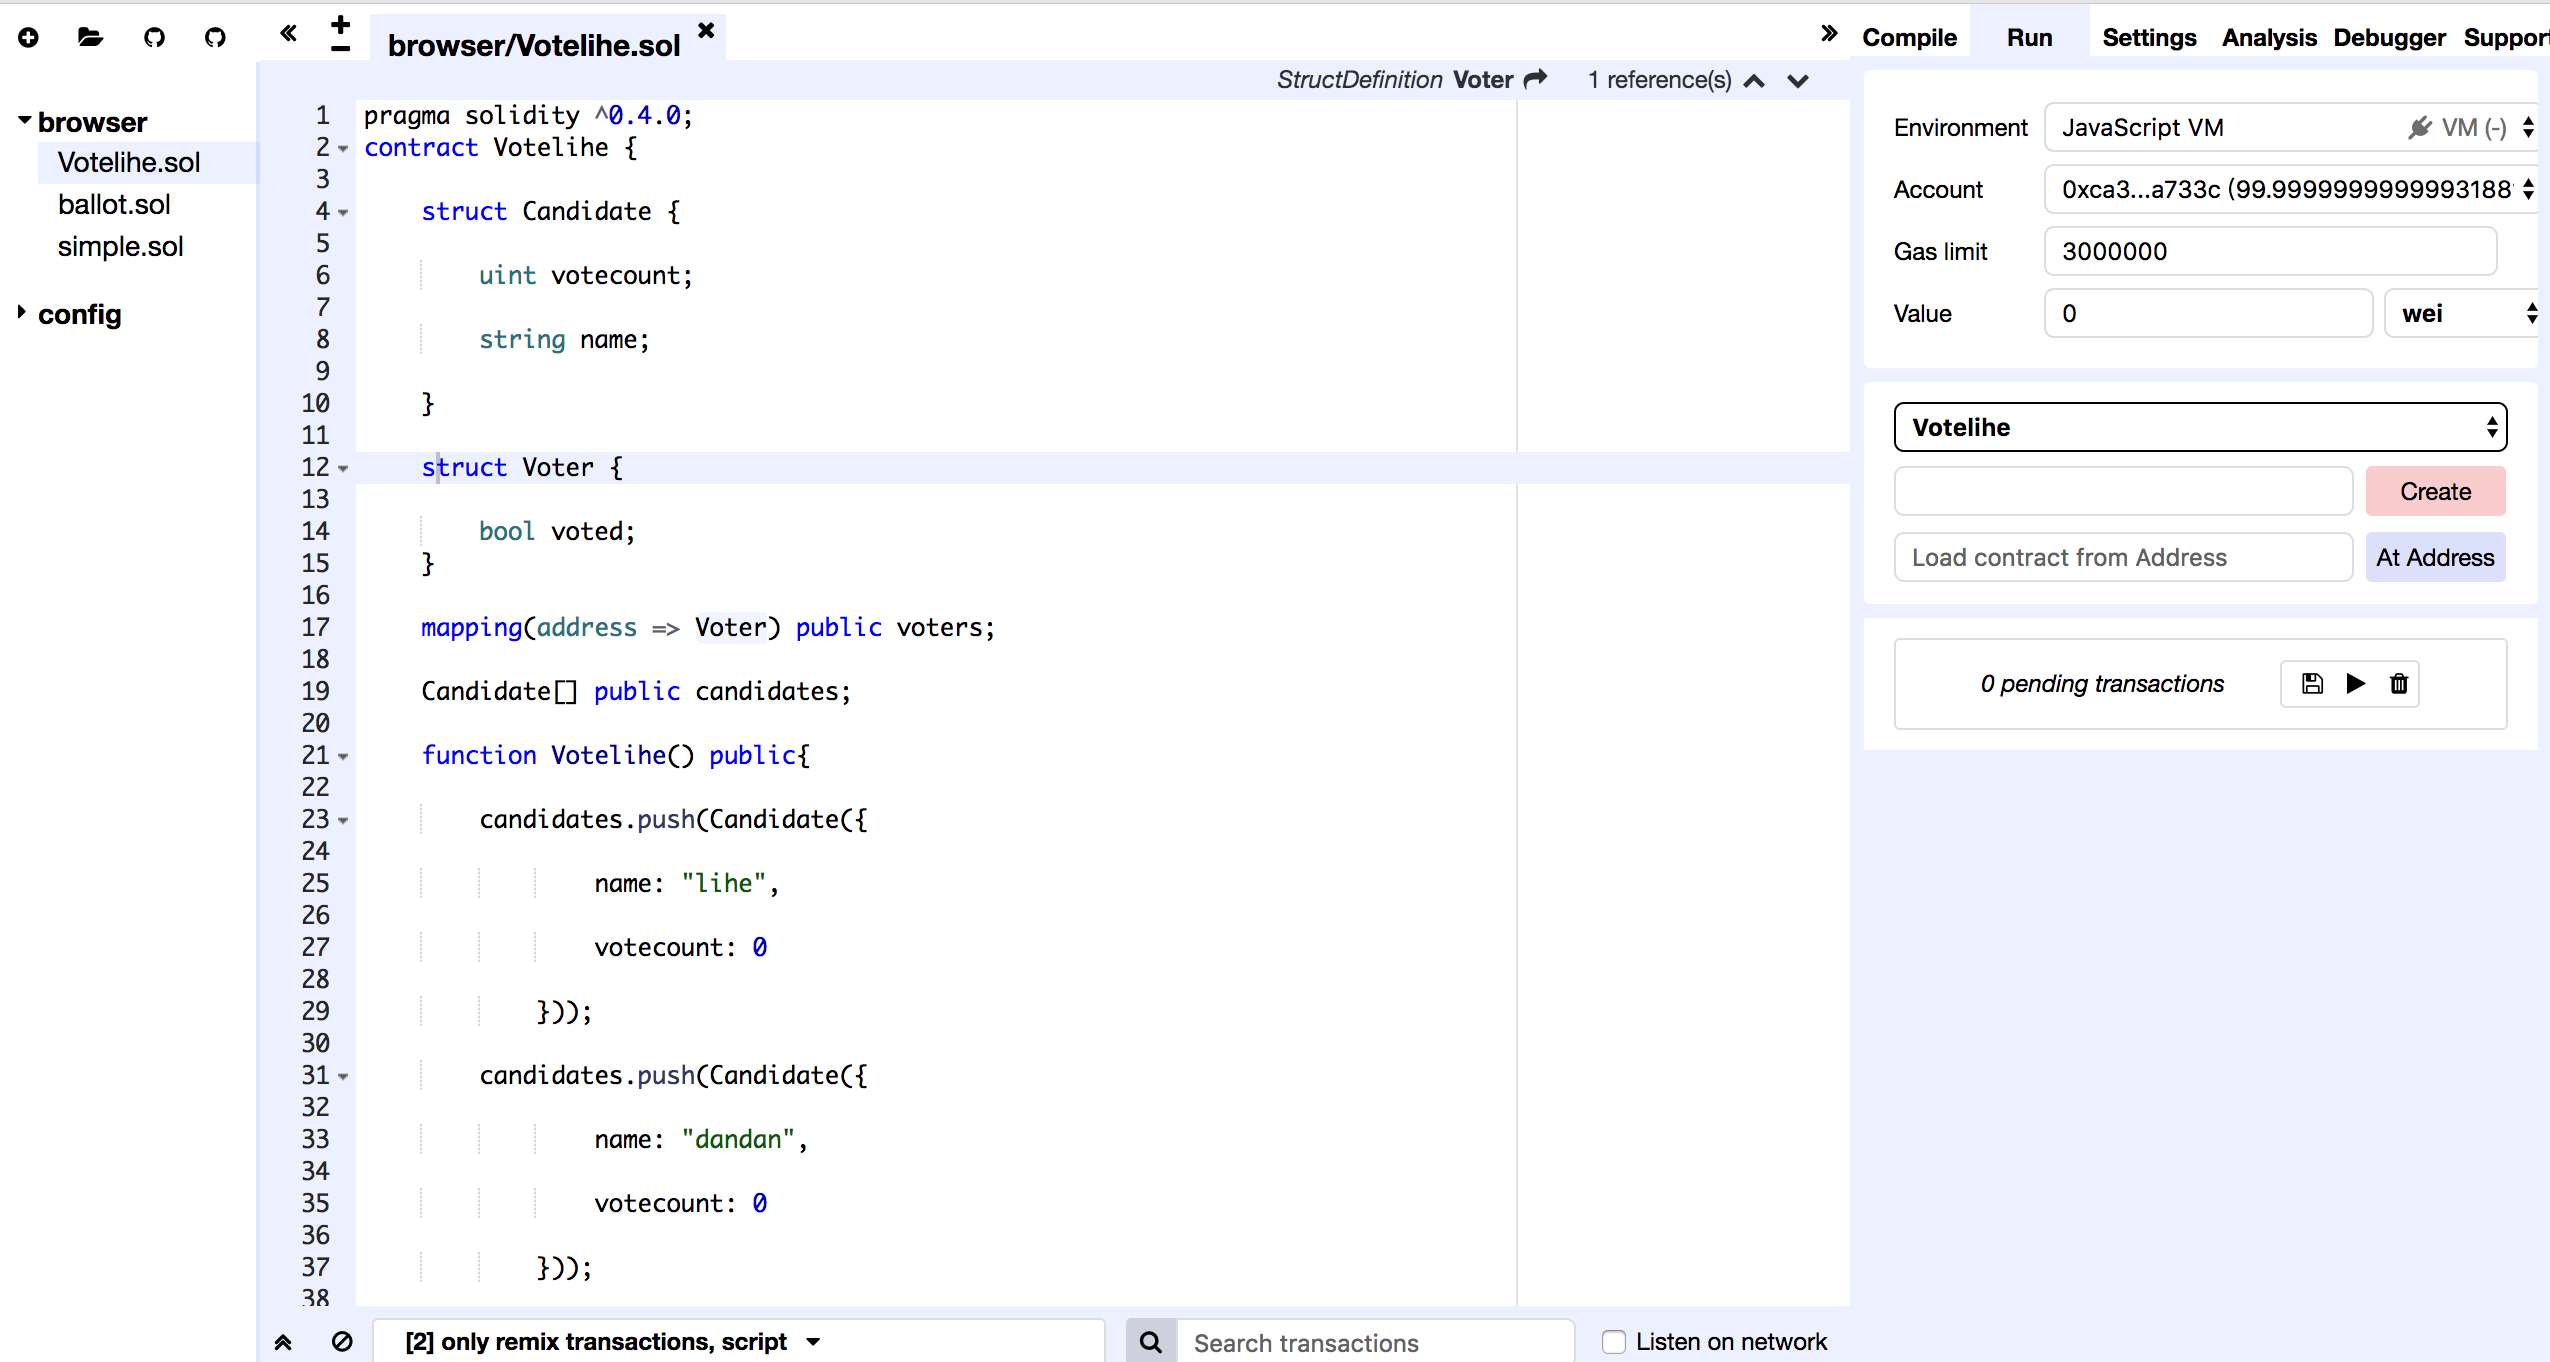 browser/Votelihe.sol
Compile Run Settings Analysis Debugger Support
StructDefinition Voter 1 reference(s)
browser
Votelihe.sol
ballot.sol
simple.sol
config
1 pragma solidity ^0.4.0;
2 contract Votelihe {
3
4 struct Candidate {
5
6 uint votecount;
7
8 string name;
9
10 }
11
12 struct Voter {
13
14 bool voted;
15 }
16
17 mapping(address => Voter) public voters;
18
19 Candidate[] public candidates;
20
21 function Votelihe() public{
22
23 candidates.push(Candidate({
24
25 name: "lihe",
26
27 votecount: 0
28
29 }));
30
31 candidates.push(Candidate({
32
33 name: "dandan",
34
35 votecount: 0
36
37 }));
38
[2] only remix transactions, script
Search transactions
Listen on network
Environment JavaScript VM VM (-)
Account 0xca3...a733c (99.9999999999993188
Gas limit 3000000
Value 0 wei
Votelihe
Create
Load contract from Address At Address
0 pending transactions